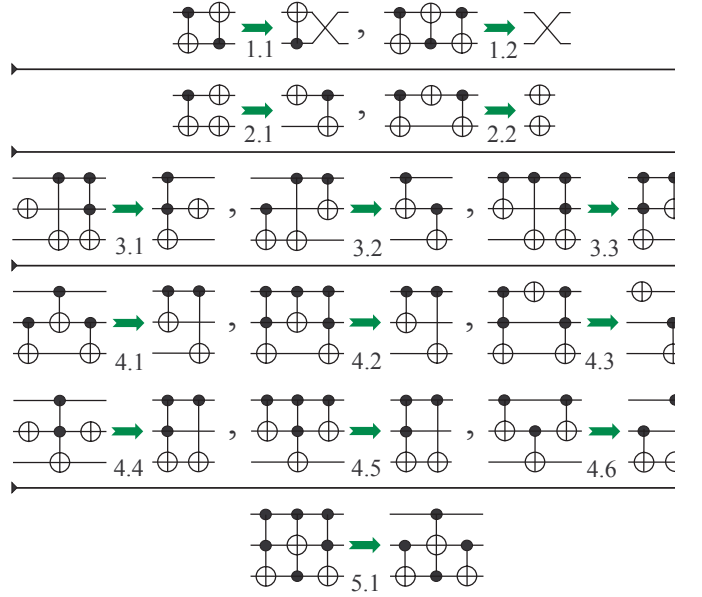 1.1 , 1.2
2.1 , 2.2
3.1 , 3.2 , 3.3
4.1 , 4.2 , 4.3
4.4 , 4.5 , 4.6
5.1